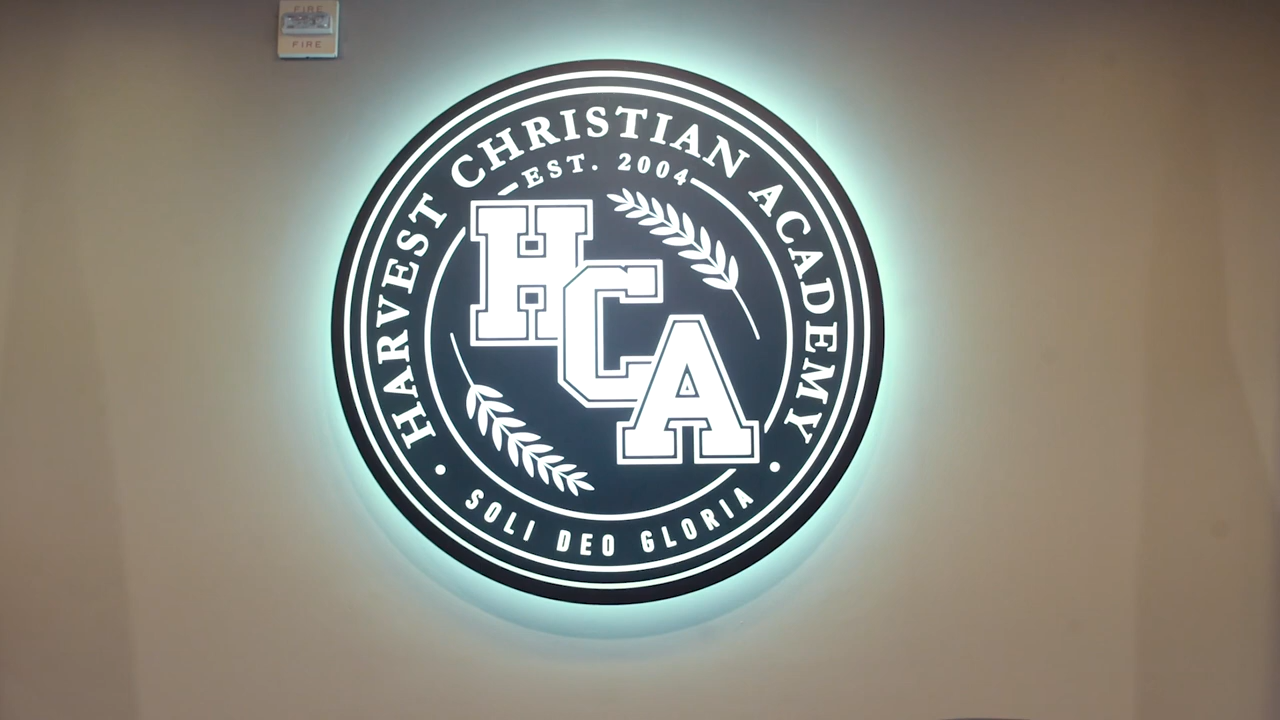 FIRE
FIRE
HARVEST CHRISTIAN ACADEMY
EST. 2004
HCA
SOLI DEO GLORIA